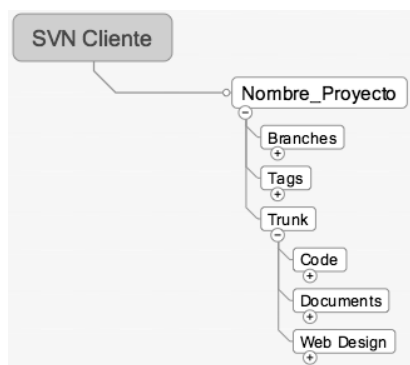 SVN Cliente
Nombre_Proyecto
Branches
Tags
Trunk
Code
Documents
Web Design